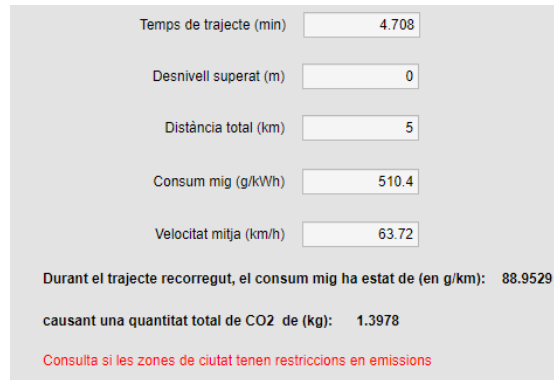 Temps de trajecte (min) 4.708
Desnivell superat (m) 0
Distància total (km) 5
Consum mig (g/kWh) 510.4
Velocitat mitja (km/h) 63.72
Durant el trajecte recorregut, el consum mig ha estat de (en g/km): 88.9529
causant una quantitat total de CO2 de (kg): 1.3978
Consulta si les zones de ciutat tenen restriccions en emissions